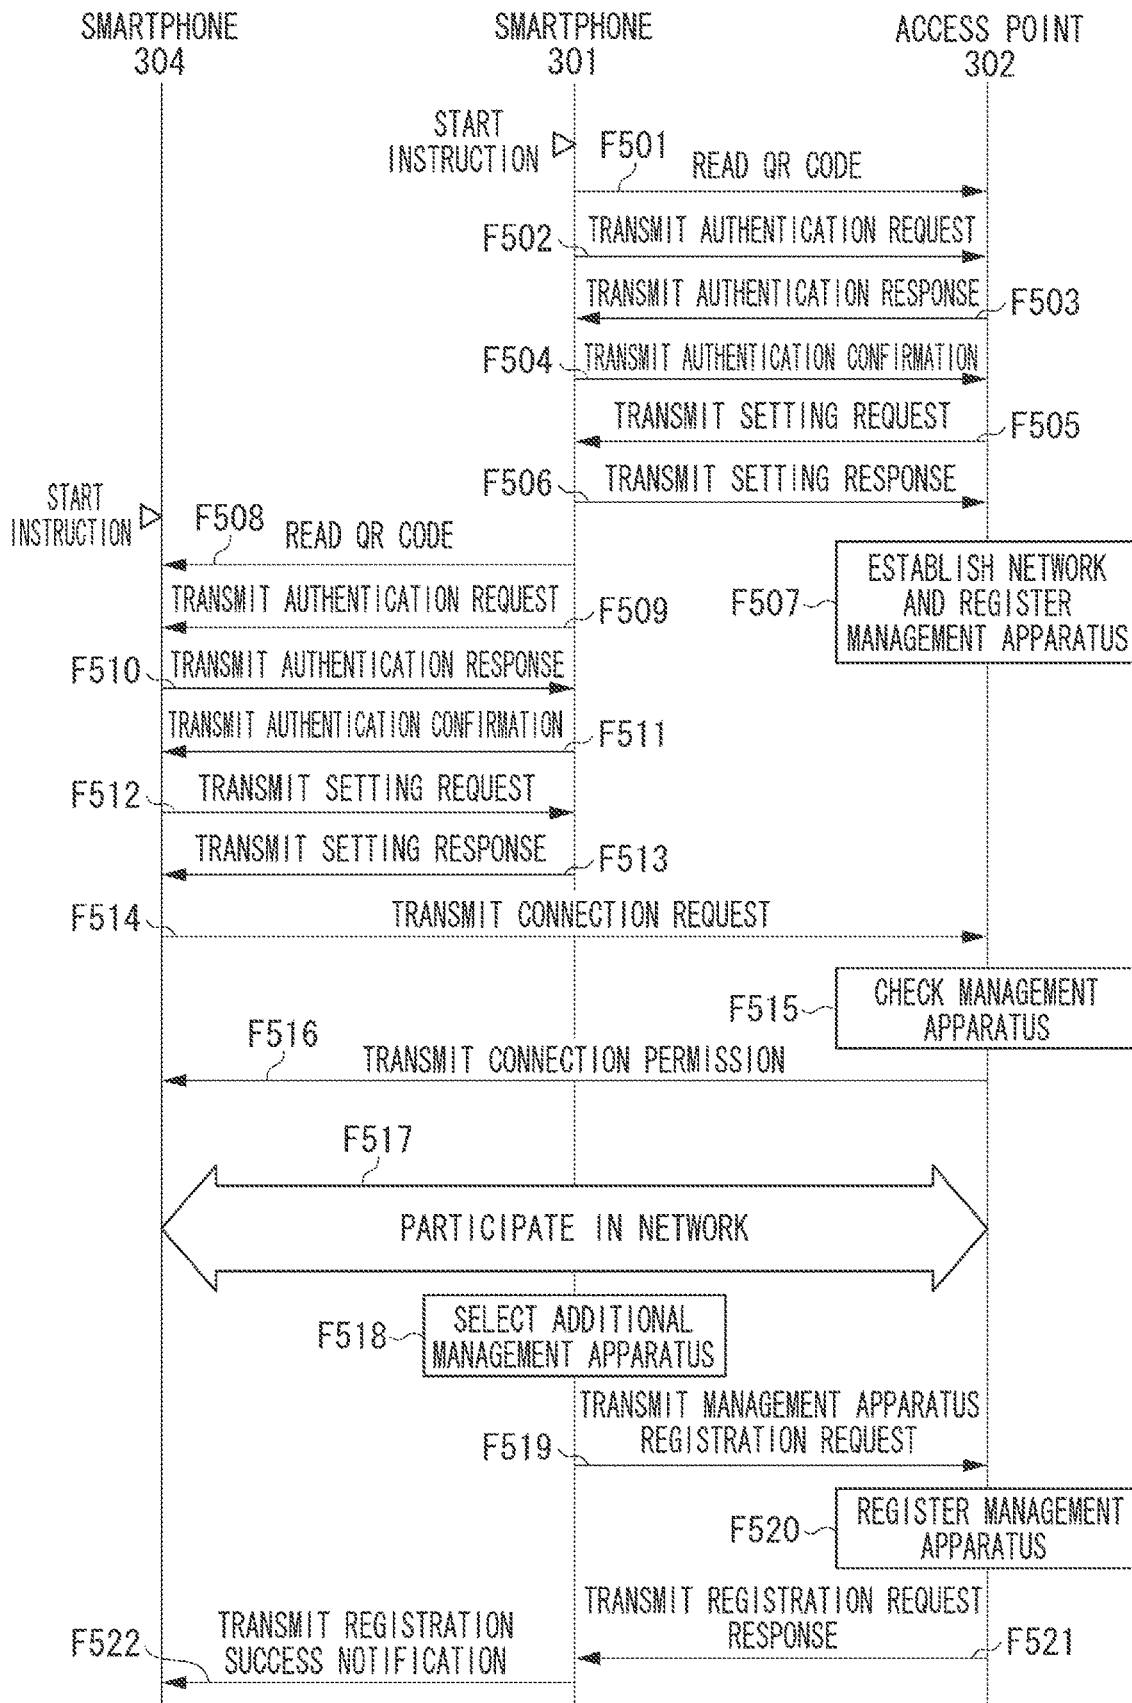 SMARTPHONE
304
SMARTPHONE
301
ACCESS POINT
302
START
INSTRUCTION
F501
READ QR CODE
F502
TRANSMIT AUTHENTICATION REQUEST
TRANSMIT AUTHENTICATION RESPONSE
F503
F504
TRANSMIT AUTHENTICATION CONFIRMATION
TRANSMIT SETTING REQUEST
F505
F506
TRANSMIT SETTING RESPONSE
START
INSTRUCTION
F508
READ QR CODE
F507
ESTABLISH NETWORK
AND REGISTER
MANAGEMENT APPARATUS
TRANSMIT AUTHENTICATION REQUEST
F509
F510
TRANSMIT AUTHENTICATION RESPONSE
TRANSMIT AUTHENTICATION CONFIRMATION
F511
F512
TRANSMIT SETTING REQUEST
TRANSMIT SETTING RESPONSE
F513
F514
TRANSMIT CONNECTION REQUEST
F515
CHECK MANAGEMENT
APPARATUS
F516
TRANSMIT CONNECTION PERMISSION
F517
PARTICIPATE IN NETWORK
F518
SELECT ADDITIONAL
MANAGEMENT APPARATUS
F519
TRANSMIT MANAGEMENT APPARATUS
REGISTRATION REQUEST
F520
REGISTER MANAGEMENT
APPARATUS
TRANSMIT REGISTRATION REQUEST
RESPONSE
F521
F522
TRANSMIT REGISTRATION
SUCCESS NOTIFICATION